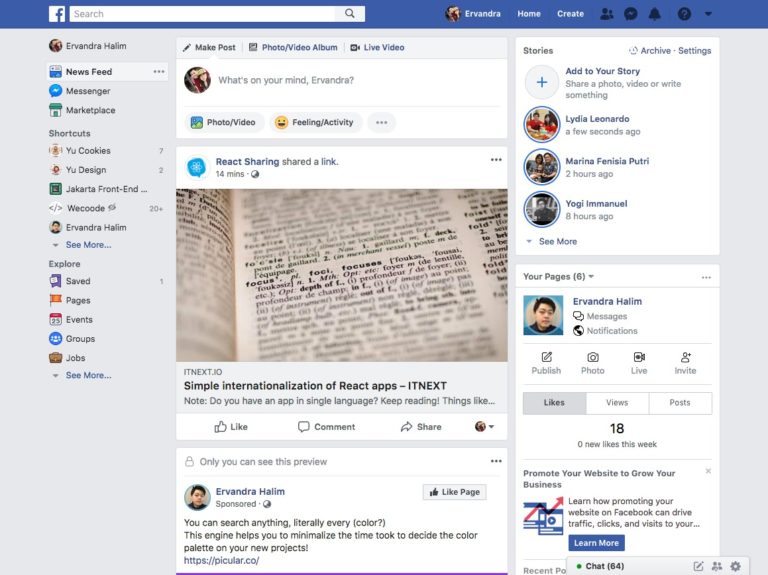 Search
Ervandra
Home
Create
Ervandra Halim
News Feed
Messenger
Marketplace
Shortcuts
Yu Cookies 7
Yu Design 2
Jakarta Front-End ...
Wecoode 20+
Ervandra Halim
See More...
Explore
Saved 1
Pages
Events
Groups
Jobs
See More...
Make Post
Photo/Video Album
Live Video
What's on your mind, Ervandra?
Photo/Video
Feeling/Activity
React Sharing shared a link.
14 mins ·
fo'c'sle
focus, pl. foci, focuses
depth of f.,
ITNEXT.IO
Simple internationalization of React apps – ITNEXT
Note: Do you have an app in single language? Keep reading! Things like...
Like
Comment
Share
Only you can see this preview
Ervandra Halim
Sponsored ·
Like Page
You can search anything, literally every (color?)
This engine helps you to minimalize the time took to decide the color
palette on your new projects!
https://picular.co/
Stories
Archive · Settings
Add to Your Story
Share a photo, video or write
something
Lydia Leonardo
a few seconds ago
Marina Fenisia Putri
2 hours ago
Yogi Immanuel
8 hours ago
See More
Your Pages (6)
Ervandra Halim
Messages
Notifications
Publish
Photo
Live
Invite
Likes
Views
Posts
18
0 new likes this week
Promote Your Website to Grow Your
Business
Learn how promoting your
website on Facebook can drive
traffic, clicks, and visits to your...
Learn More
Recent Po
Chat (64)